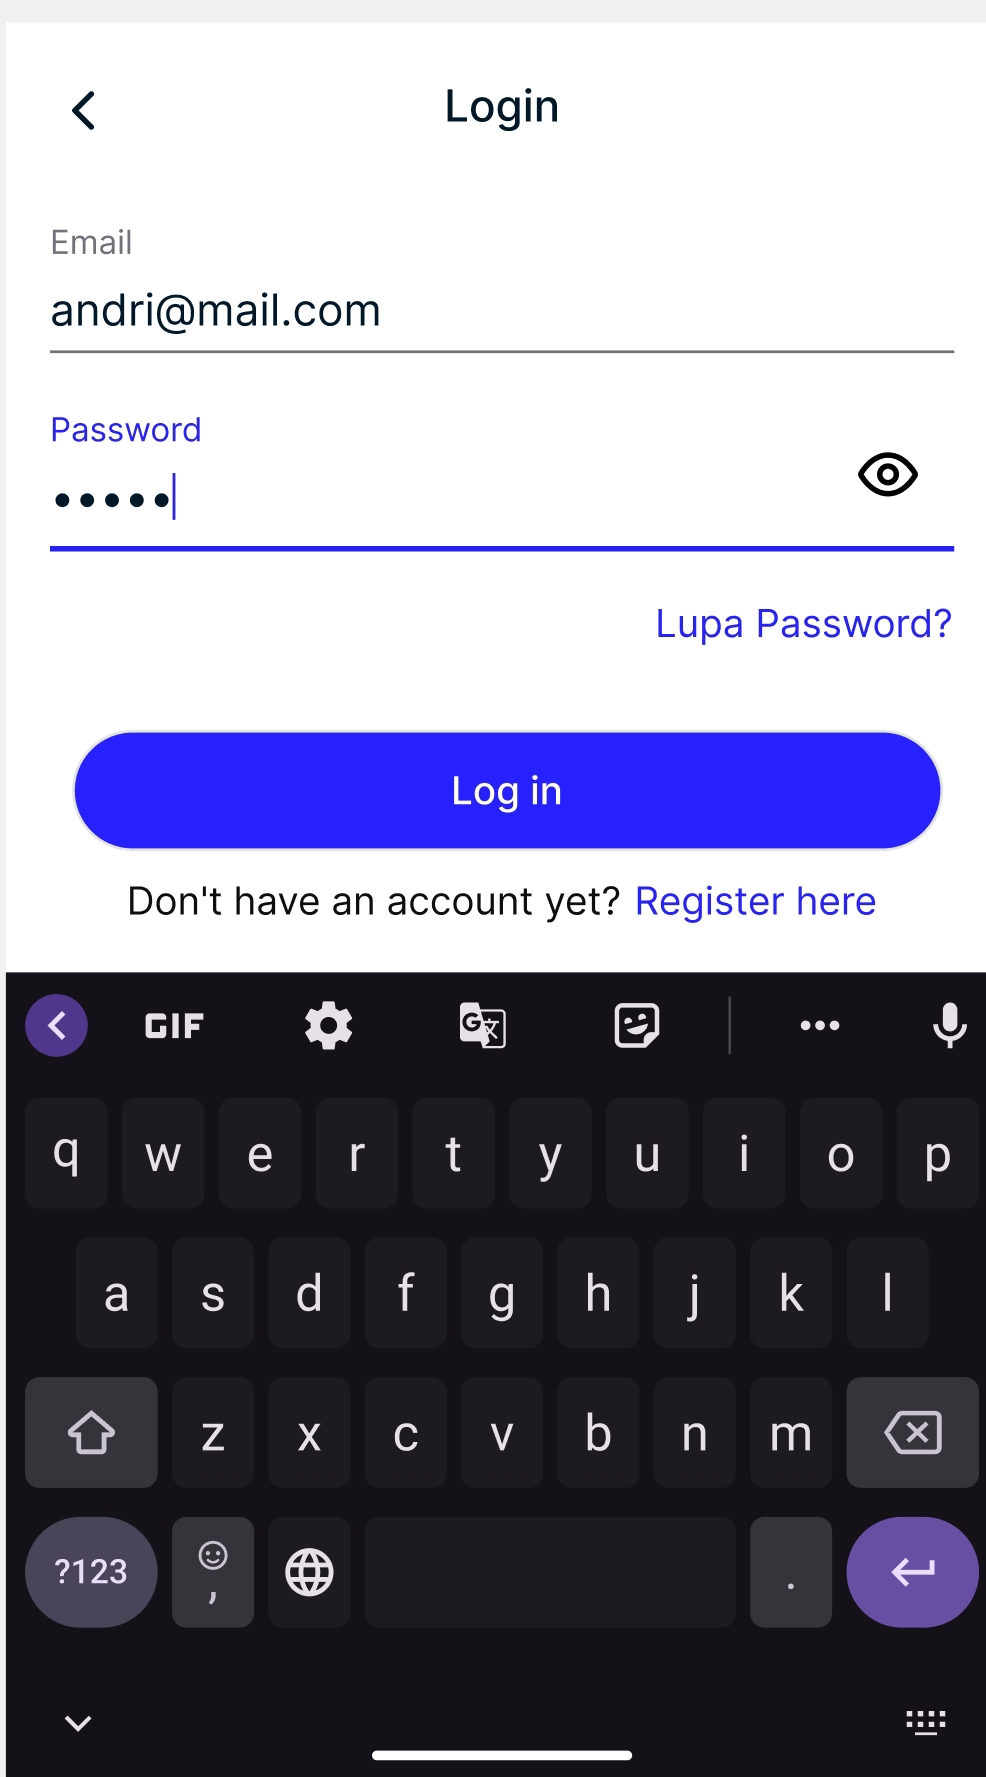 Login
Email
andri@mail.com
Password
•••••
Lupa Password?
Log in
Don't have an account yet? Register here
GIF
q w e r t y u i o p
a s d f g h j k l
z x c v b n m
?123 , .